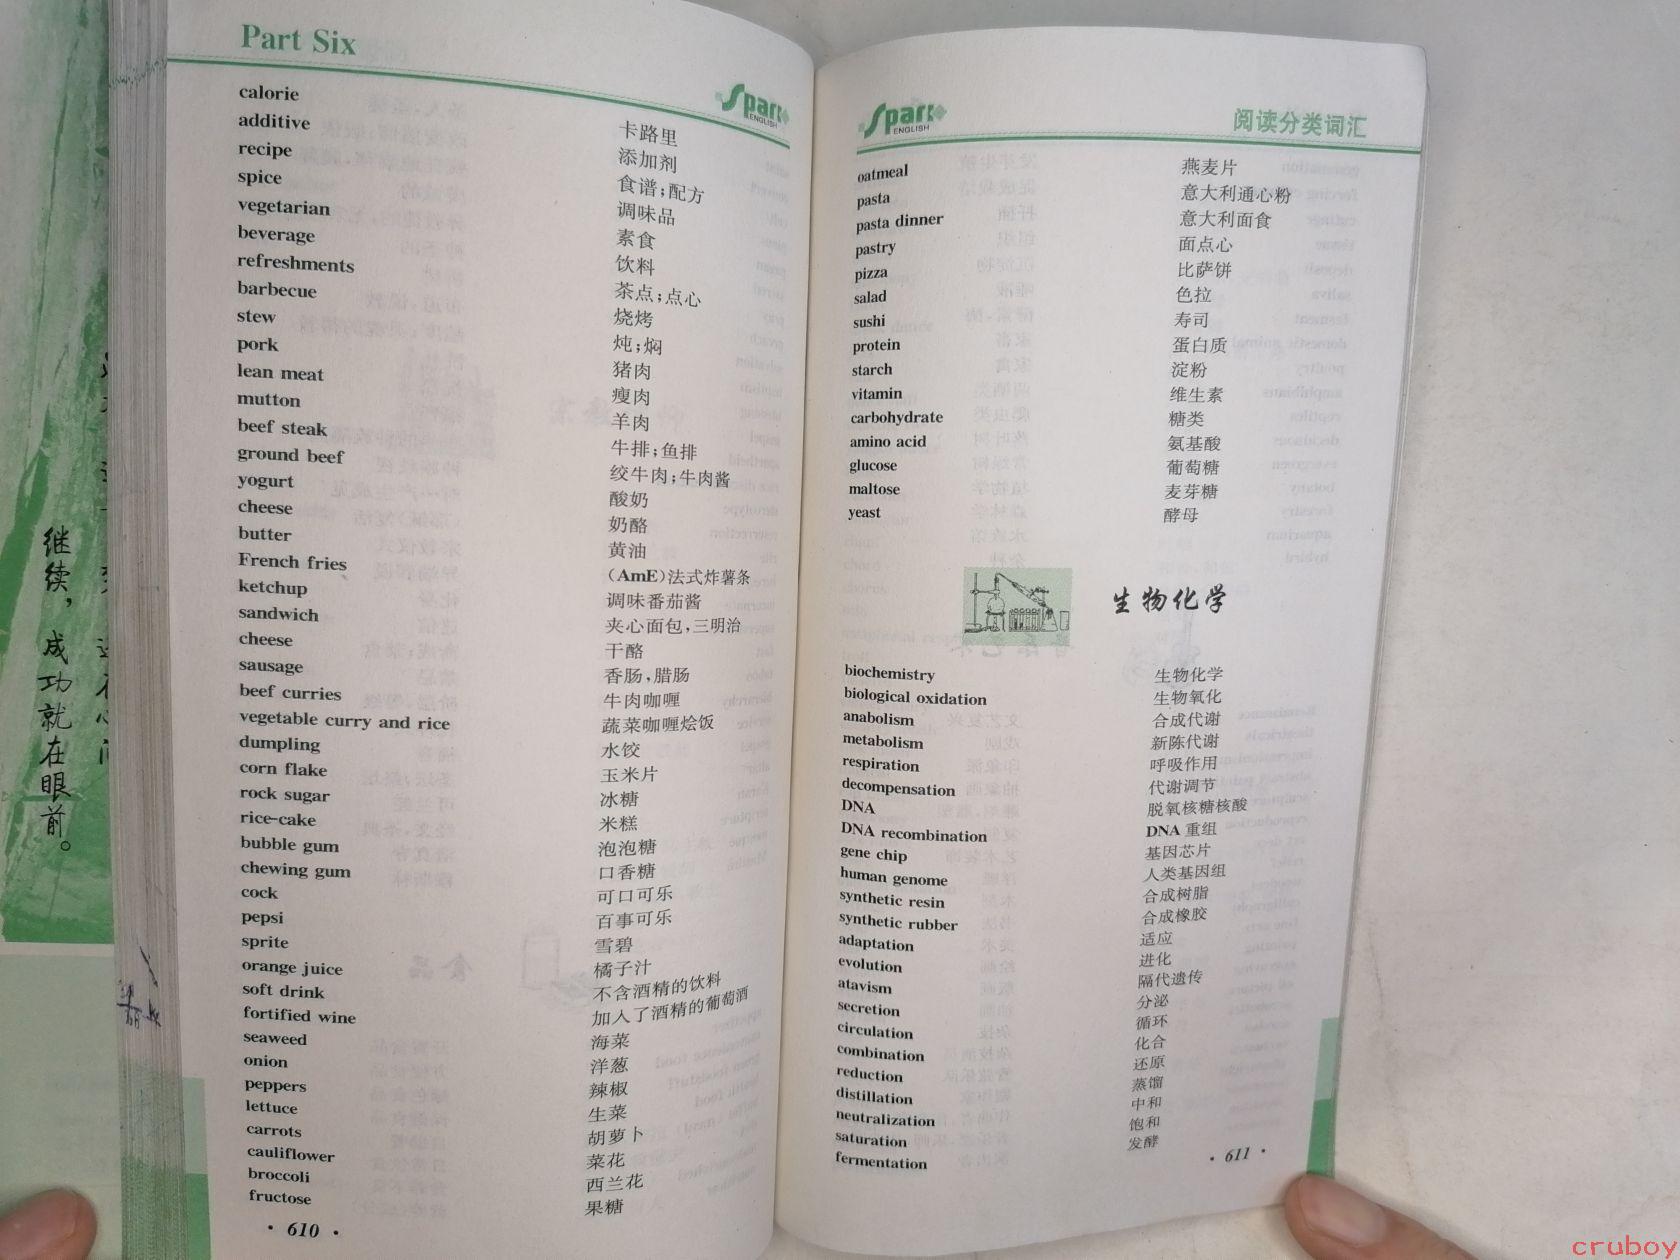 Part Six
Spark
ENGLISH
calorie 卡路里
additive 添加剂
recipe 食谱;配方
spice 调味品
vegetarian 素食
beverage 饮料
refreshments 茶点;点心
barbecue 烧烤
stew 炖;焖
pork 猪肉
lean meat 瘦肉
mutton 羊肉
beef steak 牛排;鱼排
ground beef 绞牛肉;牛肉酱
yogurt 酸奶
cheese 奶酪
butter 黄油
French fries (AmE)法式炸薯条
ketchup 调味番茄酱
sandwich 夹心面包,三明治
cheese 干酪
sausage 香肠,腊肠
beef curries 牛肉咖喱
vegetable curry and rice 蔬菜咖喱烩饭
dumpling 水饺
corn flake 玉米片
rock sugar 冰糖
rice-cake 米糕
bubble gum 泡泡糖
chewing gum 口香糖
cock 可口可乐
pepsi 百事可乐
sprite 雪碧
orange juice 橘子汁
soft drink 不含酒精的饮料
fortified wine 加入了酒精的葡萄酒
seaweed 海菜
onion 洋葱
peppers 辣椒
lettuce 生菜
carrots 胡萝卜
cauliflower 菜花
broccoli 西兰花
fructose 果糖
· 610 ·
Spark
ENGLISH
阅读分类词汇
oatmeal 燕麦片
pasta 意大利通心粉
pasta dinner 意大利面食
pastry 面点心
pizza 比萨饼
salad 色拉
sushi 寿司
protein 蛋白质
starch 淀粉
vitamin 维生素
carbohydrate 糖类
amino acid 氨基酸
glucose 葡萄糖
maltose 麦芽糖
yeast 酵母
生物化学
biochemistry 生物化学
biological oxidation 生物氧化
anabolism 合成代谢
metabolism 新陈代谢
respiration 呼吸作用
decompensation 代谢调节
DNA 脱氧核糖核酸
DNA recombination DNA 重组
gene chip 基因芯片
human genome 人类基因组
synthetic resin 合成树脂
synthetic rubber 合成橡胶
adaptation 适应
evolution 进化
atavism 隔代遗传
secretion 分泌
circulation 循环
combination 化合
reduction 还原
distillation 蒸馏
neutralization 中和
saturation 饱和
fermentation 发酵
· 611 ·
继续,成功就在眼前。
cruboy